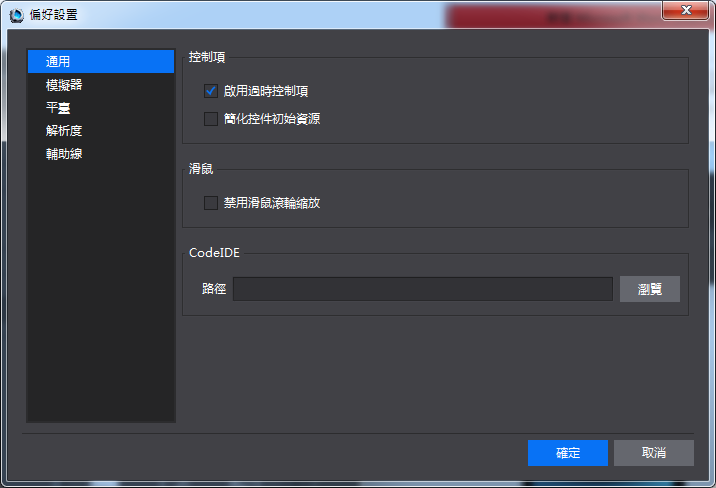 偏好設置
通用
模擬器
平臺
解析度
輔助線
控制項
啟用過時控制項
簡化控件初始資源
滑鼠
禁用滑鼠滾輪縮放
CodeIDE
路徑
瀏覽
確定
取消